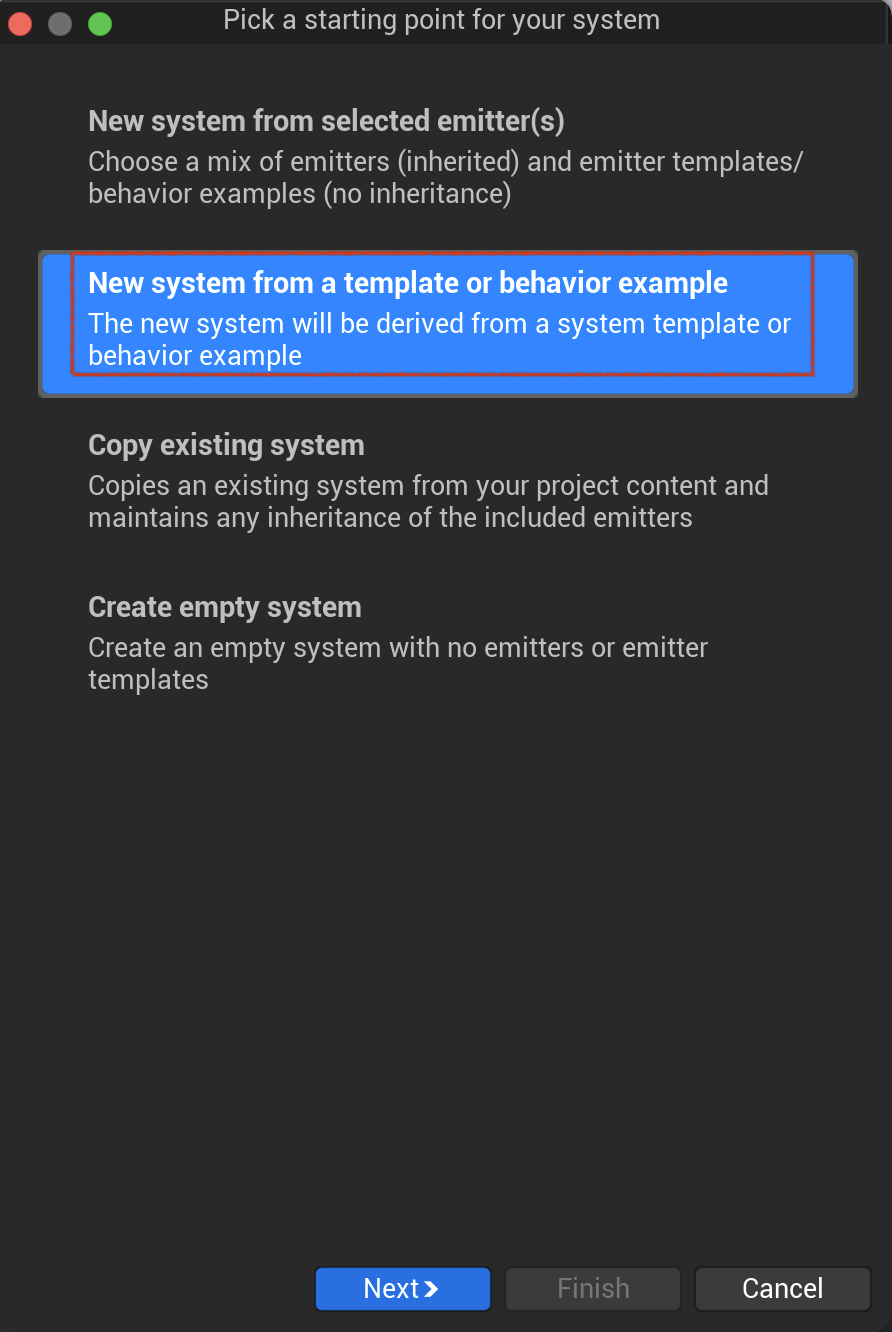 Pick a starting point for your system
New system from selected emitter(s)
Choose a mix of emitters (inherited) and emitter templates/
behavior examples (no inheritance)
New system from a template or behavior example
The new system will be derived from a system template or
behavior example
Copy existing system
Copies an existing system from your project content and
maintains any inheritance of the included emitters
Create empty system
Create an empty system with no emitters or emitter
templates
Next
Finish
Cancel